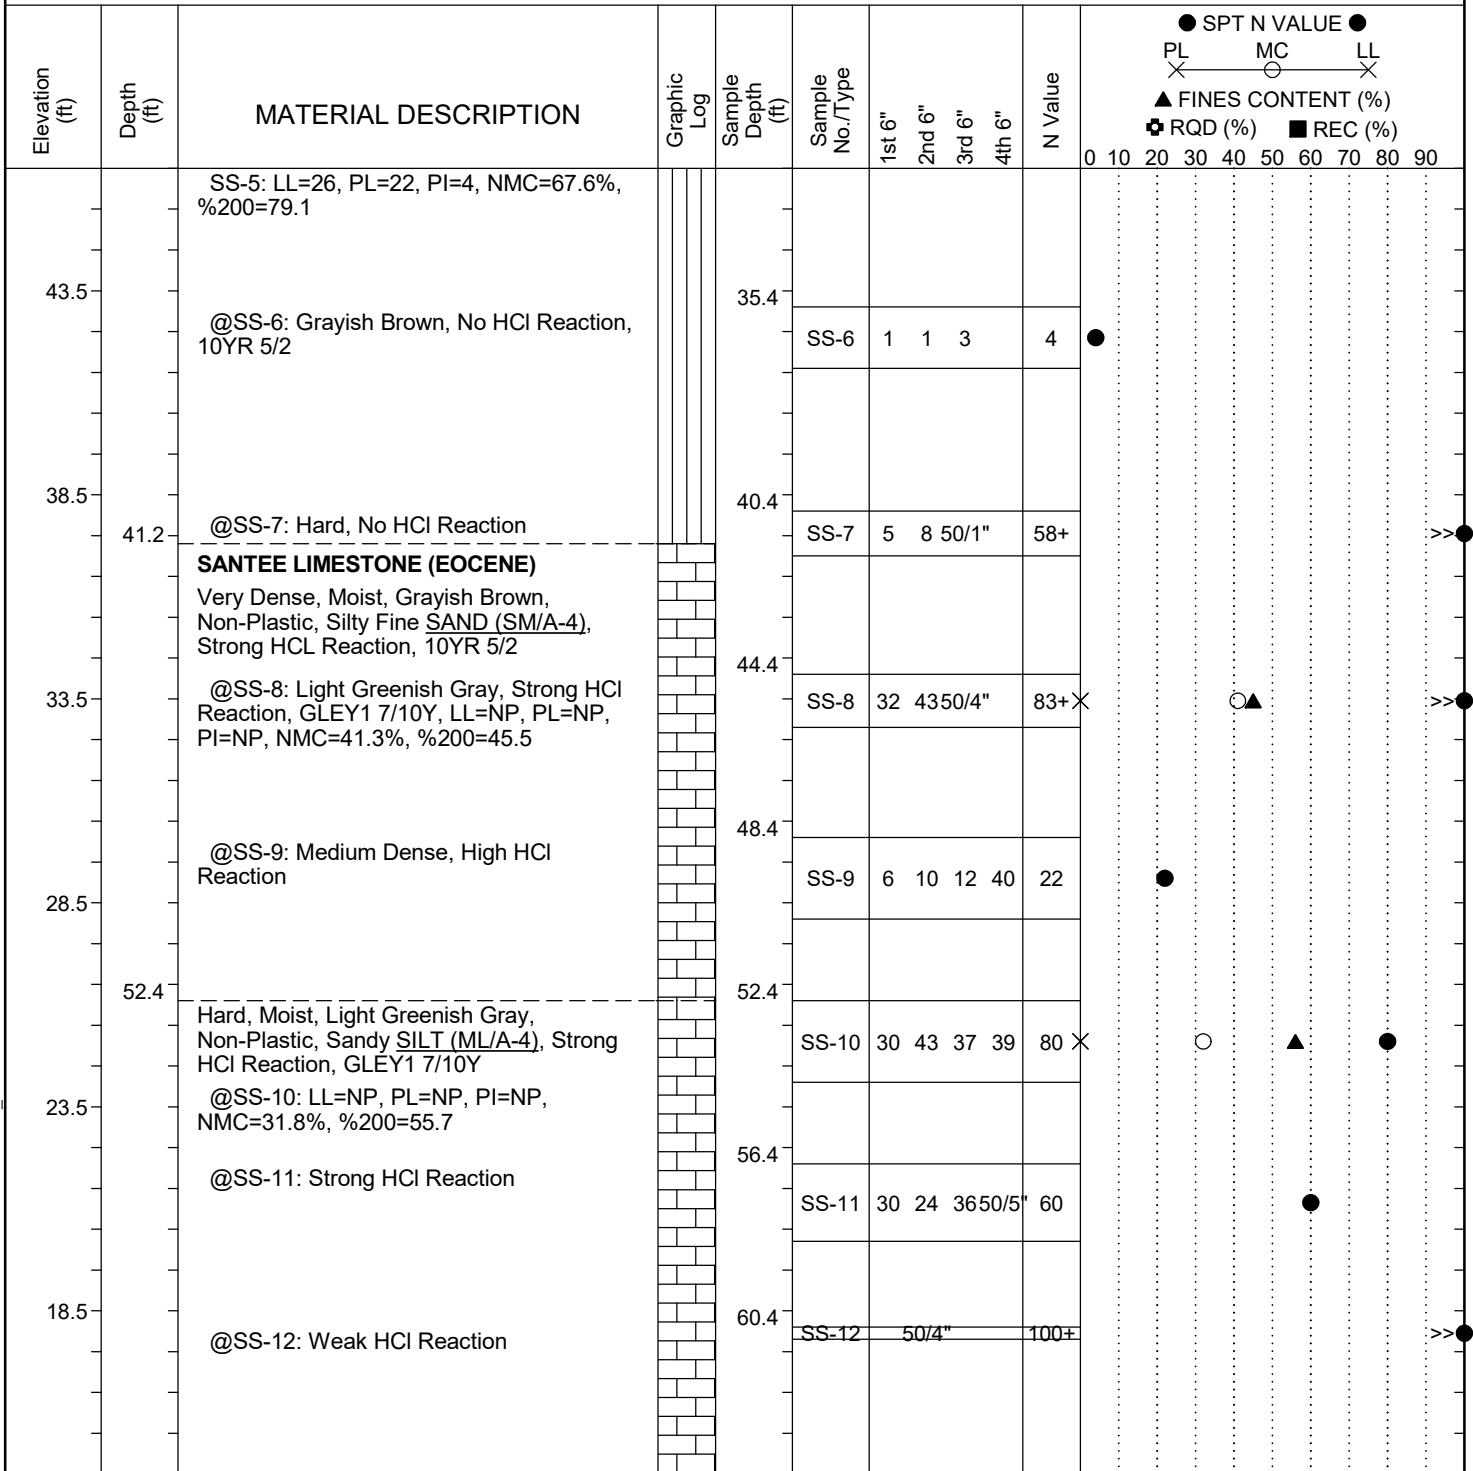 ● SPT N VALUE ●
PL MC LL
▲ FINES CONTENT (%)
RQD (%) ■ REC (%)
Elevation (ft)
Depth (ft)
MATERIAL DESCRIPTION
Graphic Log
Sample Depth (ft)
Sample No./Type
1st 6"
2nd 6"
3rd 6"
4th 6"
N Value
0 10 20 30 40 50 60 70 80 90
SS-5: LL=26, PL=22, PI=4, NMC=67.6%,
%200=79.1
43.5 35.4
@SS-6: Grayish Brown, No HCl Reaction,
10YR 5/2
SS-6 1 1 3 4
38.5 40.4
41.2 @SS-7: Hard, No HCl Reaction SS-7 5 8 50/1" 58+ >>
SANTEE LIMESTONE (EOCENE)
Very Dense, Moist, Grayish Brown,
Non-Plastic, Silty Fine SAND (SM/A-4),
Strong HCL Reaction, 10YR 5/2
44.4
@SS-8: Light Greenish Gray, Strong HCl
33.5 Reaction, GLEY1 7/10Y, LL=NP, PL=NP, SS-8 32 43 50/4" 83+ >>
PI=NP, NMC=41.3%, %200=45.5
48.4
@SS-9: Medium Dense, High HCl
Reaction
SS-9 6 10 12 40 22
28.5
52.4 52.4
Hard, Moist, Light Greenish Gray,
Non-Plastic, Sandy SILT (ML/A-4), Strong
HCl Reaction, GLEY1 7/10Y
SS-10 30 43 37 39 80
@SS-10: LL=NP, PL=NP, PI=NP,
23.5 NMC=31.8%, %200=55.7
56.4
@SS-11: Strong HCl Reaction
SS-11 30 24 36 50/5" 60
18.5 60.4
@SS-12: Weak HCl Reaction SS-12 50/4" 100+ >>